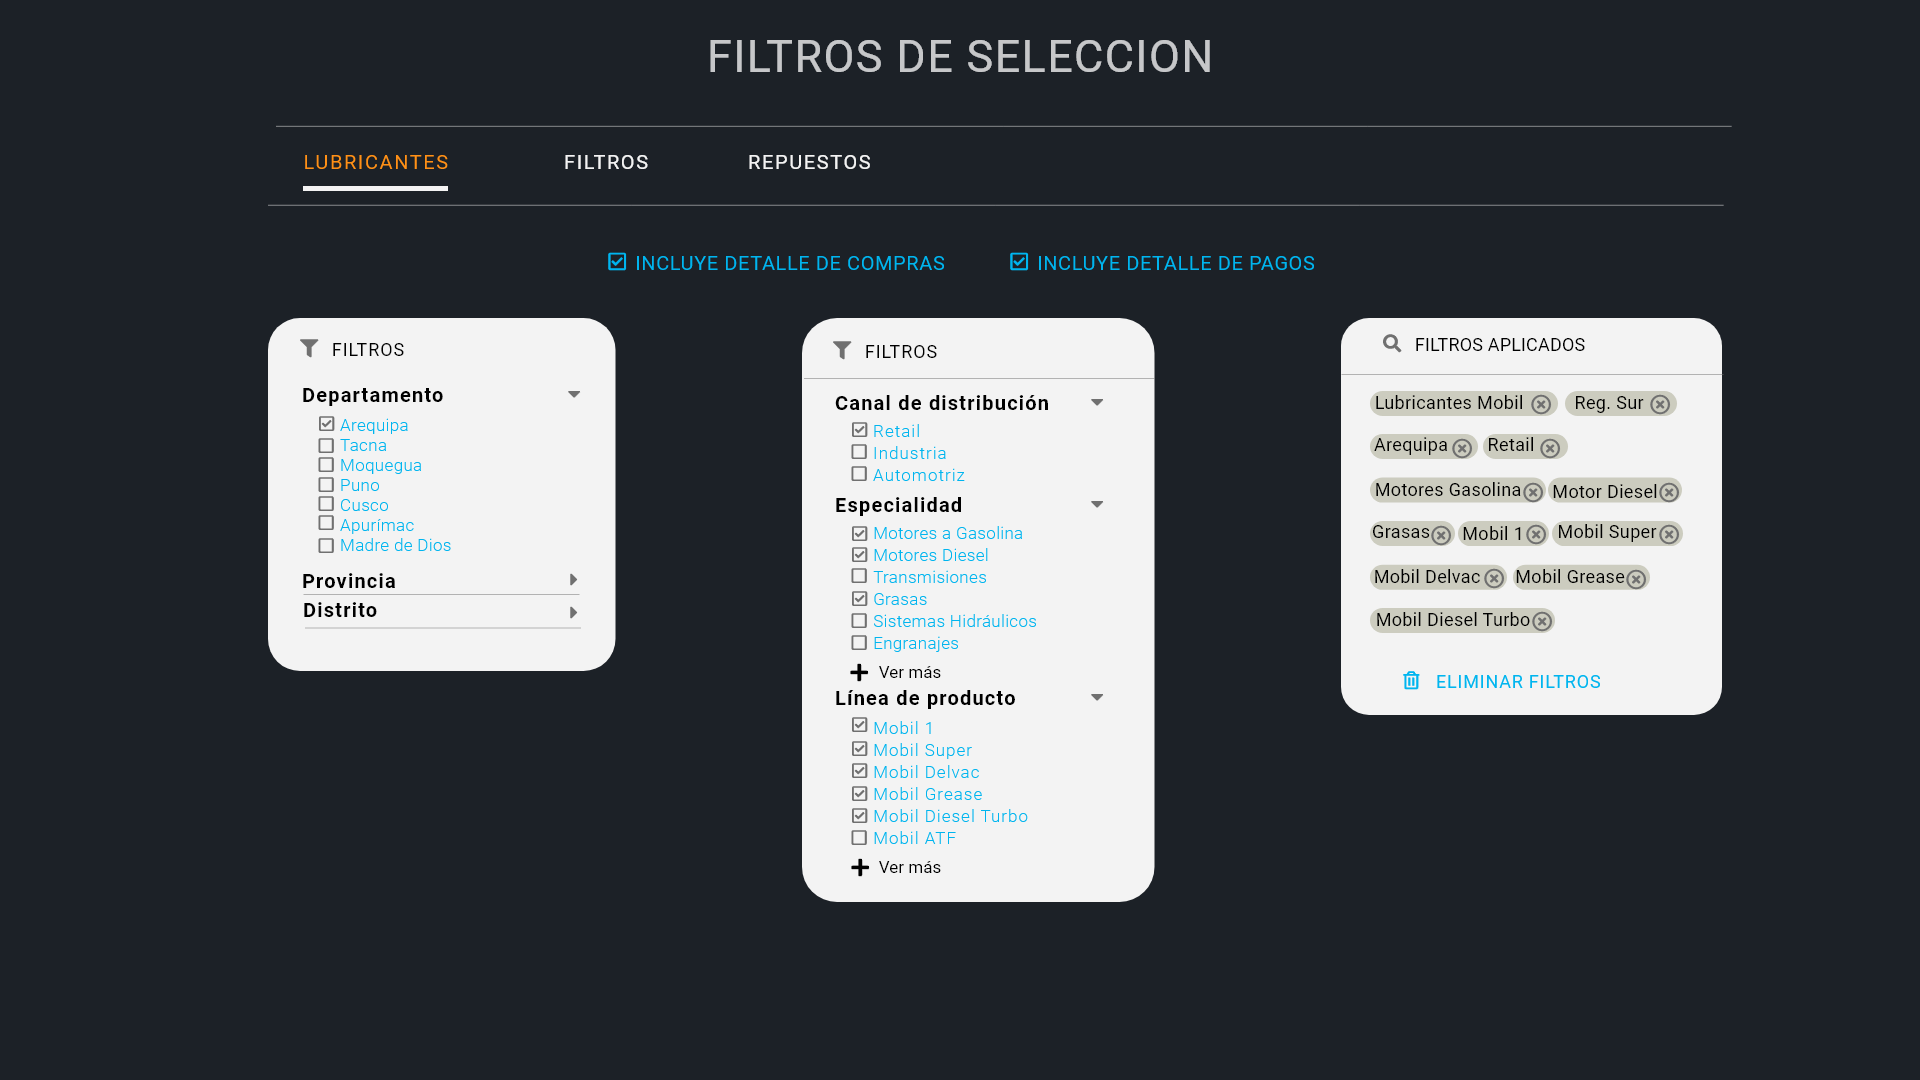 FILTROS DE SELECCION
LUBRICANTES FILTROS REPUESTOS
INCLUYE DETALLE DE COMPRAS INCLUYE DETALLE DE PAGOS
FILTROS
Departamento
Arequipa
Tacna
Moquegua
Puno
Cusco
Apurímac
Madre de Dios
Provincia
Distrito
FILTROS
Canal de distribución
Retail
Industria
Automotriz
Especialidad
Motores a Gasolina
Motores Diesel
Transmisiones
Grasas
Sistemas Hidráulicos
Engranajes
Ver más
Línea de producto
Mobil 1
Mobil Super
Mobil Delvac
Mobil Grease
Mobil Diesel Turbo
Mobil ATF
Ver más
FILTROS APLICADOS
Lubricantes Mobil Reg. Sur
Arequipa Retail
Motores Gasolina Motor Diesel
Grasas Mobil 1 Mobil Super
Mobil Delvac Mobil Grease
Mobil Diesel Turbo
ELIMINAR FILTROS